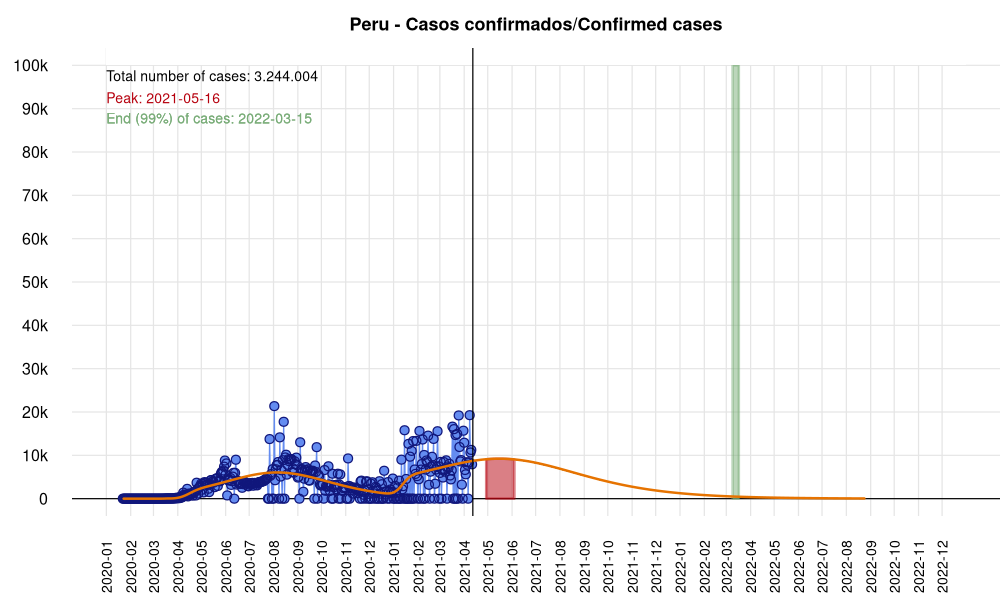 Peru - Casos confirmados/Confirmed cases
100k
90k
80k
70k
60k
50k
40k
30k
20k
10k
0
Total number of cases: 3.244.004
Peak: 2021-05-16
End (99%) of cases: 2022-03-15
2020-01
2020-02
2020-03
2020-04
2020-05
2020-06
2020-07
2020-08
2020-09
2020-10
2020-11
2020-12
2021-01
2021-02
2021-03
2021-04
2021-05
2021-06
2021-07
2021-08
2021-09
2021-10
2021-11
2021-12
2022-01
2022-02
2022-03
2022-04
2022-05
2022-06
2022-07
2022-08
2022-09
2022-10
2022-11
2022-12